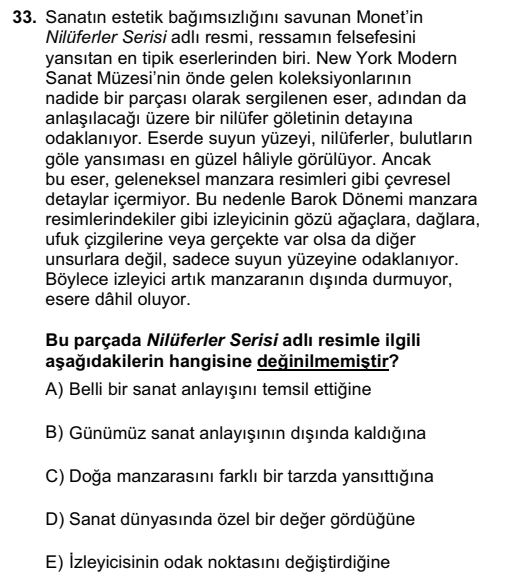 33. Sanatın estetik bağımsızlığını savunan Monet’in
Nilüferler Serisi adlı resmi, ressamın felsefesini
yansıtan en tipik eserlerinden biri. New York Modern
Sanat Müzesi’nin önde gelen koleksiyonlarının
nadide bir parçası olarak sergilenen eser, adından da
anlaşılacağı üzere bir nilüfer göletinin detayına
odaklanıyor. Eserde suyun yüzeyi, nilüferler, bulutların
göle yansıması en güzel hâliyle görülüyor. Ancak
bu eser, geleneksel manzara resimleri gibi çevresel
detaylar içermiyor. Bu nedenle Barok Dönemi manzara
resimlerindekiler gibi izleyicinin gözü ağaçlara, dağlara,
ufuk çizgilerine veya gerçekte var olsa da diğer
unsurlara değil, sadece suyun yüzeyine odaklanıyor.
Böylece izleyici artık manzaranın dışında durmuyor,
esere dâhil oluyor.
Bu parçada Nilüferler Serisi adlı resimle ilgili
aşağıdakilerin hangisine değinilmemiştir?
A) Belli bir sanat anlayışını temsil ettiğine
B) Günümüz sanat anlayışının dışında kaldığına
C) Doğa manzarasını farklı bir tarzda yansıttığına
D) Sanat dünyasında özel bir değer gördüğüne
E) İzleyicisinin odak noktasını değiştirdiğine